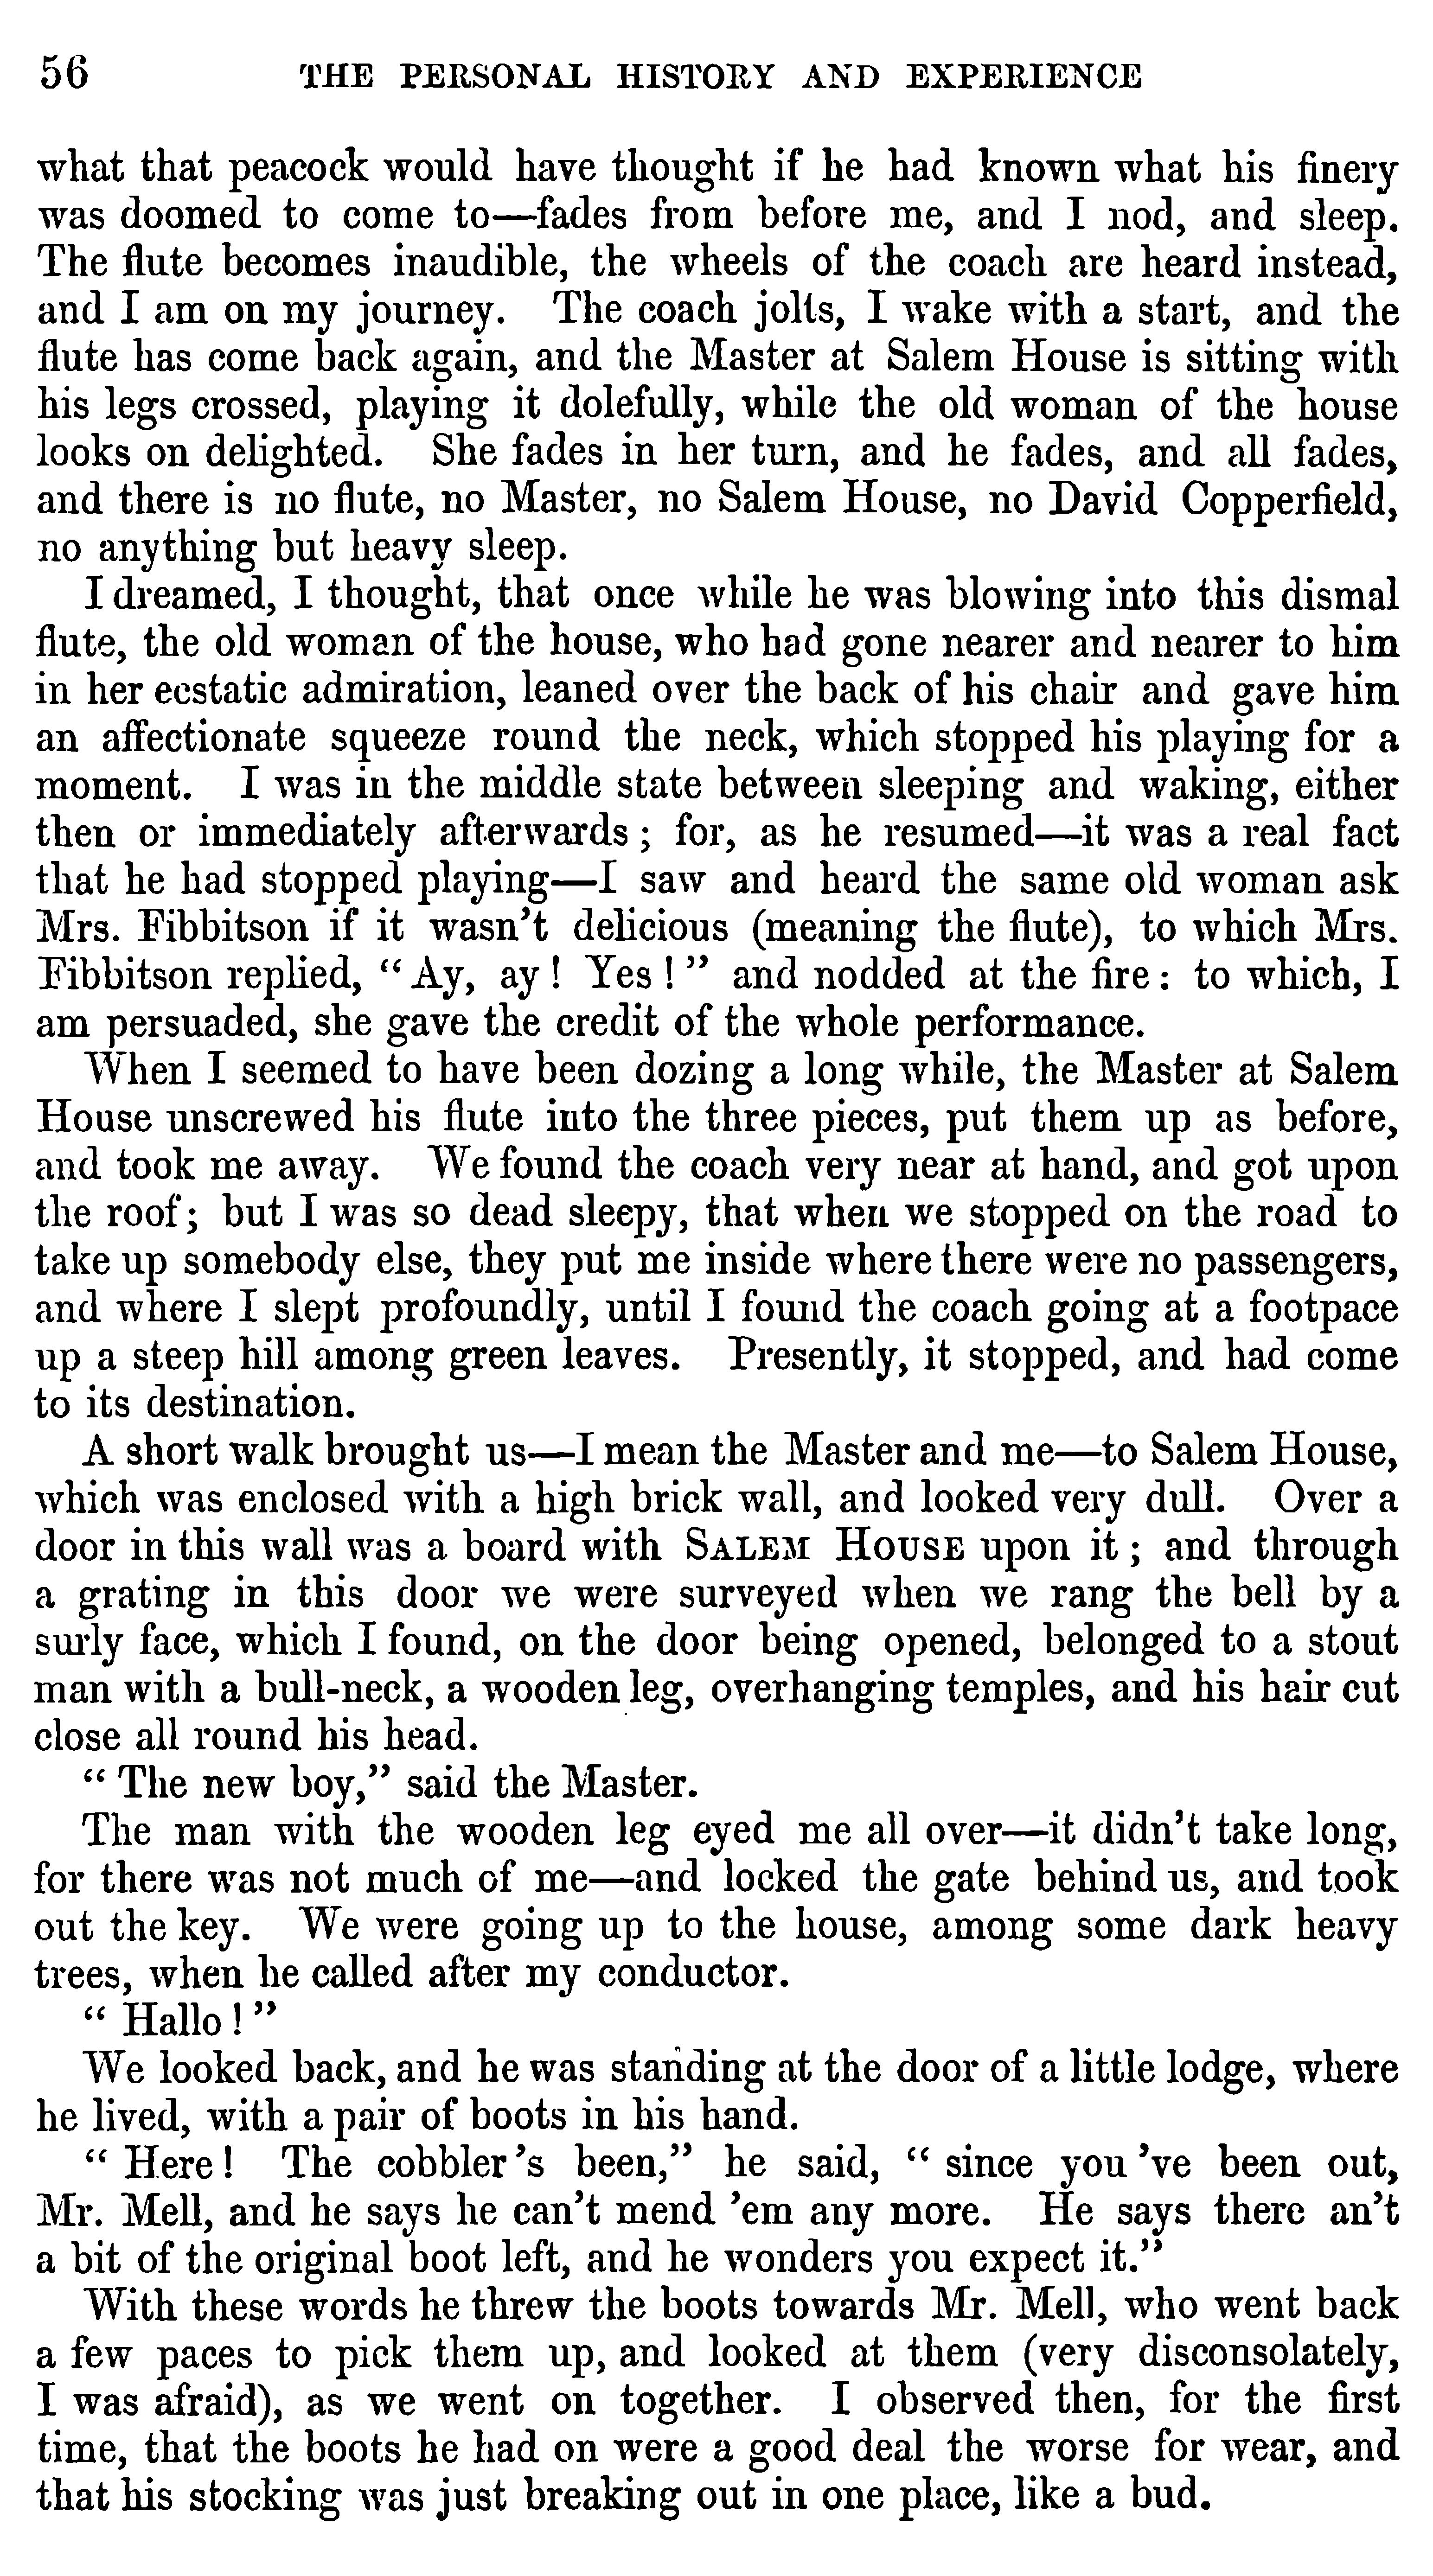 56 THE PERSONAL HISTORY AND EXPERIENCE
what that peacock would have thought if he had known what his finery
was doomed to come to—fades from before me, and I nod, and sleep.
The flute becomes inaudible, the wheels of the coach are heard instead,
and I am on my journey. The coach jolts, I wake with a start, and the
flute has come back again, and the Master at Salem House is sitting with
his legs crossed, playing it dolefully, while the old woman of the house
looks on delighted. She fades in her turn, and he fades, and all fades,
and there is no flute, no Master, no Salem House, no David Copperfield,
no anything but heavy sleep.
I dreamed, I thought, that once while he was blowing into this dismal
flute, the old woman of the house, who had gone nearer and nearer to him
in her ecstatic admiration, leaned over the back of his chair and gave him
an affectionate squeeze round the neck, which stopped his playing for a
moment. I was in the middle state between sleeping and waking, either
then or immediately afterwards; for, as he resumed—it was a real fact
that he had stopped playing—I saw and heard the same old woman ask
Mrs. Fibbitson if it wasn't delicious (meaning the flute), to which Mrs.
Fibbitson replied, "Ay, ay! Yes!" and nodded at the fire: to which, I
am persuaded, she gave the credit of the whole performance.
When I seemed to have been dozing a long while, the Master at Salem
House unscrewed his flute into the three pieces, put them up as before,
and took me away. We found the coach very near at hand, and got upon
the roof; but I was so dead sleepy, that when we stopped on the road to
take up somebody else, they put me inside where there were no passengers,
and where I slept profoundly, until I found the coach going at a footpace
up a steep hill among green leaves. Presently, it stopped, and had come
to its destination.
A short walk brought us—I mean the Master and me—to Salem House,
which was enclosed with a high brick wall, and looked very dull. Over a
door in this wall was a board with SALEM HOUSE upon it; and through
a grating in this door we were surveyed when we rang the bell by a
surly face, which I found, on the door being opened, belonged to a stout
man with a bull-neck, a wooden leg, overhanging temples, and his hair cut
close all round his head.
"The new boy," said the Master.
The man with the wooden leg eyed me all over—it didn't take long,
for there was not much of me—and locked the gate behind us, and took
out the key. We were going up to the house, among some dark heavy
trees, when he called after my conductor.
"Hallo!"
We looked back, and he was standing at the door of a little lodge, where
he lived, with a pair of boots in his hand.
"Here! The cobbler's been," he said, "since you've been out,
Mr. Mell, and he says he can't mend 'em any more. He says there an't
a bit of the original boot left, and he wonders you expect it."
With these words he threw the boots towards Mr. Mell, who went back
a few paces to pick them up, and looked at them (very disconsolately,
I was afraid), as we went on together. I observed then, for the first
time, that the boots he had on were a good deal the worse for wear, and
that his stocking was just breaking out in one place, like a bud.